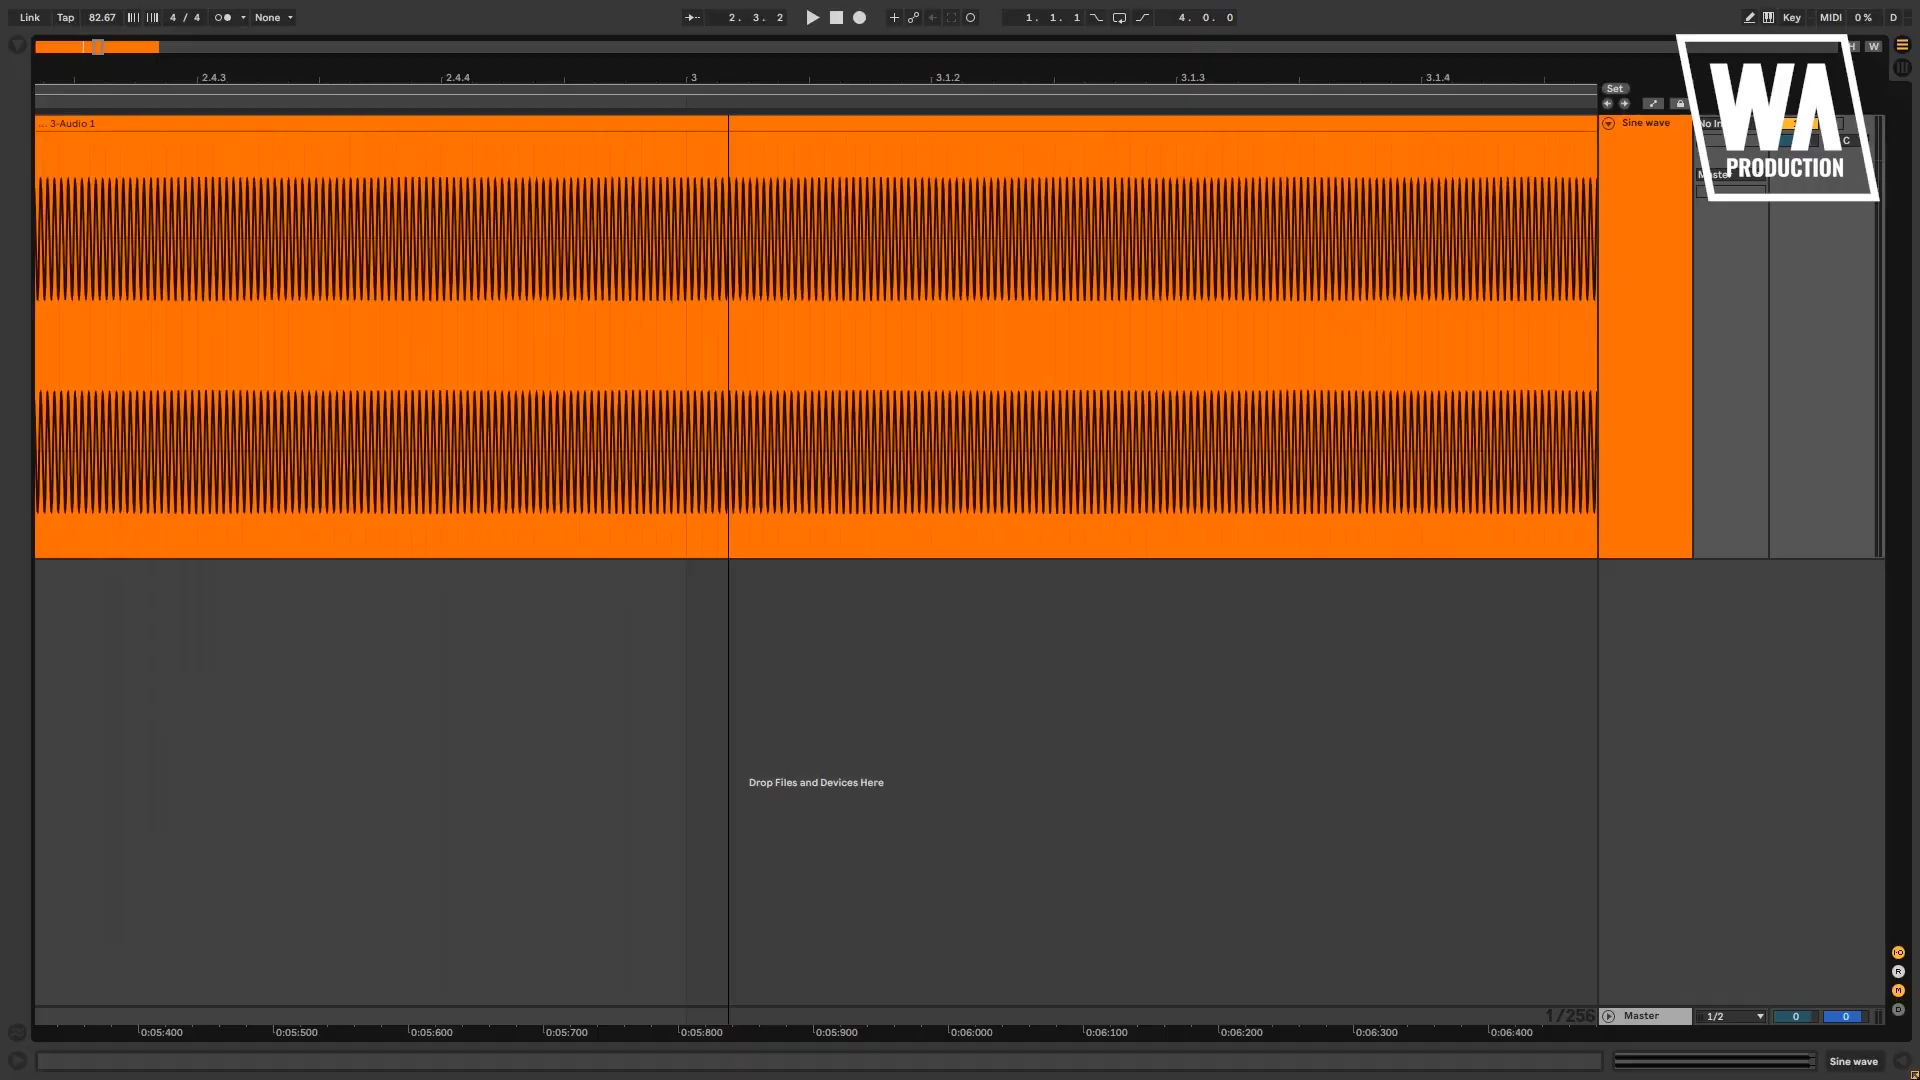 Link Tap 82.67 4 / 4 None 2. 3. 2 1. 1. 1 4. 0. 0 Key MIDI 0 % D
W
2.4.3 2.4.4 3 3.1.2 3.1.3 3.1.4
Set
... 3-Audio 1
Sine wave
No In
C
Master
WA
PRODUCTION
Drop Files and Devices Here
R
M
D
1/256
Master 1/2 0 0
0:05:400 0:05:500 0:05:600 0:05:700 0:05:800 0:05:900 0:06:000 0:06:100 0:06:200 0:06:300 0:06:400
Sine wave